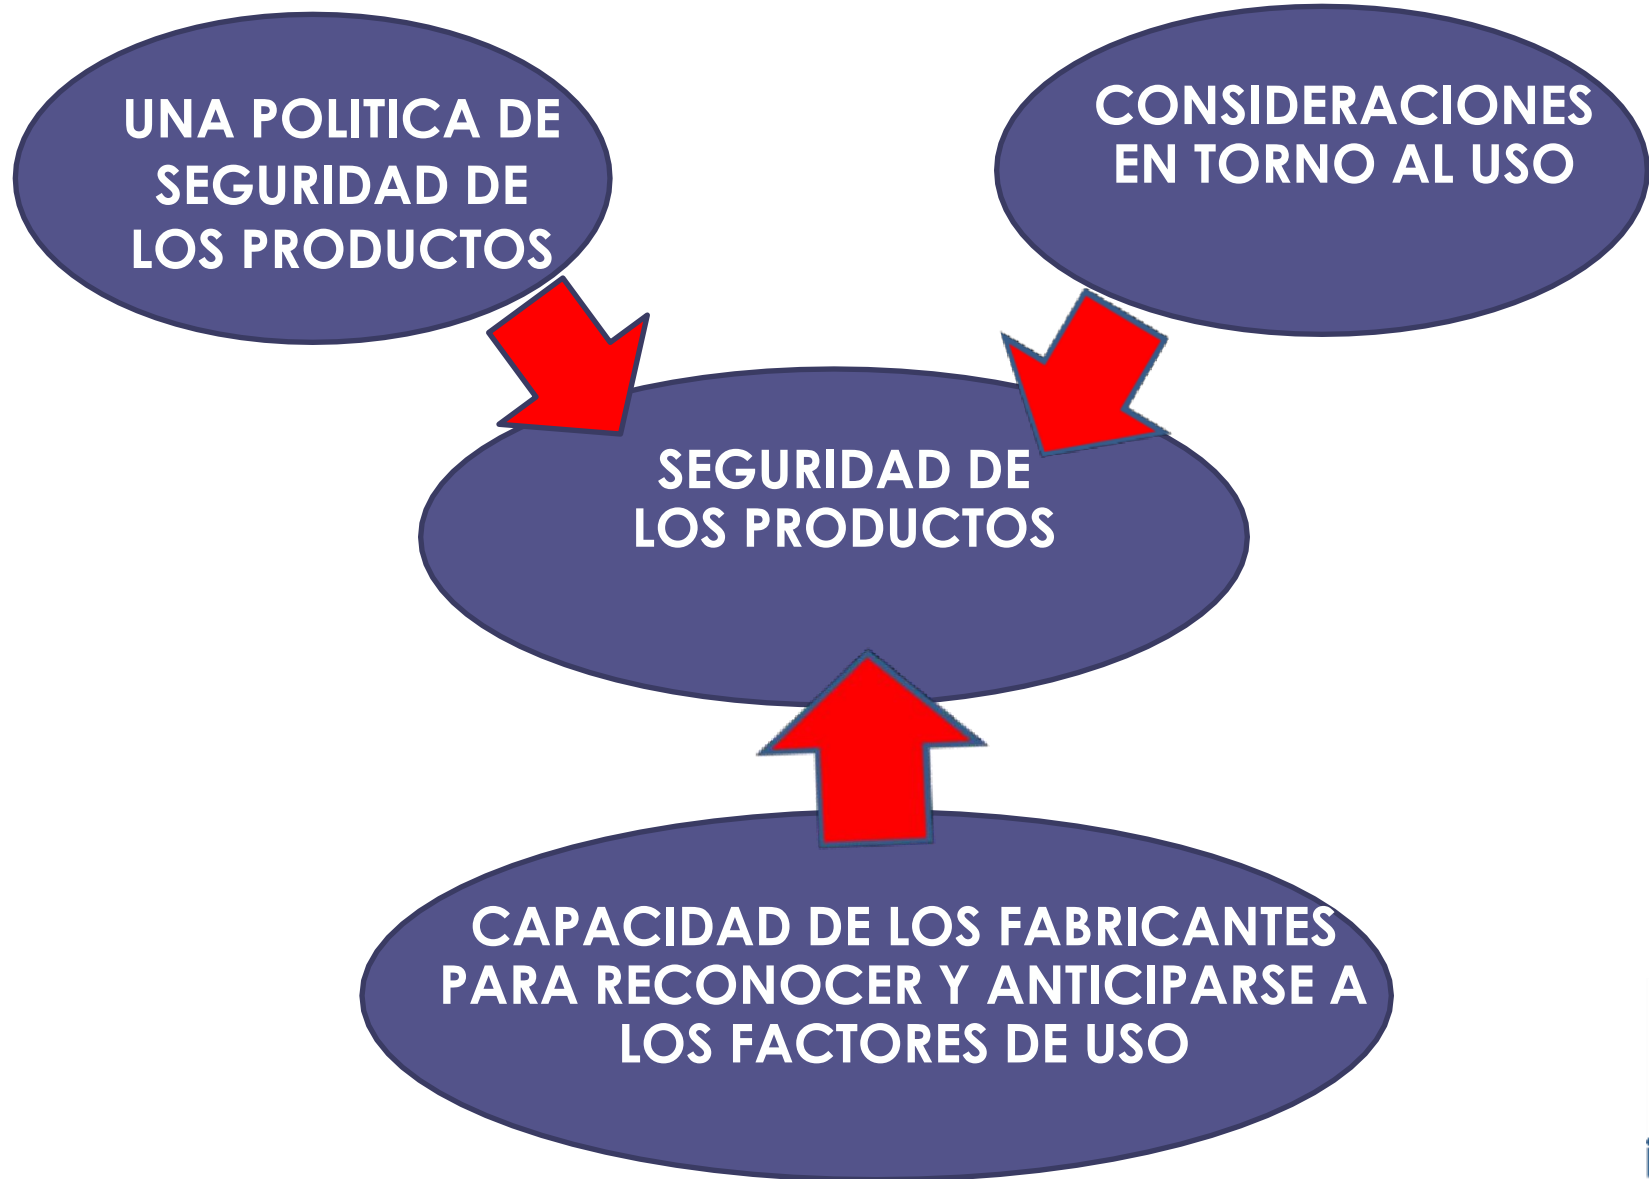 UNA POLITICA DE
SEGURIDAD DE
LOS PRODUCTOS
CONSIDERACIONES
EN TORNO AL USO
SEGURIDAD DE
LOS PRODUCTOS
CAPACIDAD DE LOS FABRICANTES
PARA RECONOCER Y ANTICIPARSE A
LOS FACTORES DE USO